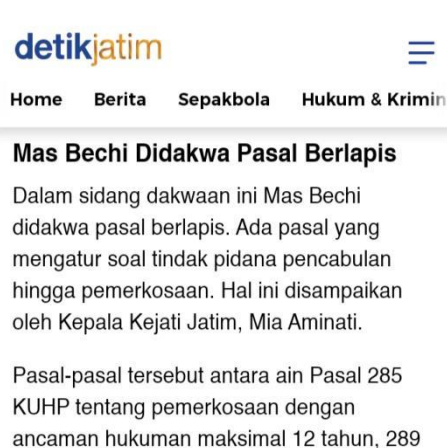 detikjatim
Home Berita Sepakbola Hukum & Krimin
Mas Bechi Didakwa Pasal Berlapis
Dalam sidang dakwaan ini Mas Bechi
didakwa pasal berlapis. Ada pasal yang
mengatur soal tindak pidana pencabulan
hingga pemerkosaan. Hal ini disampaikan
oleh Kepala Kejati Jatim, Mia Aminati.
Pasal-pasal tersebut antara ain Pasal 285
KUHP tentang pemerkosaan dengan
ancaman hukuman maksimal 12 tahun, 289